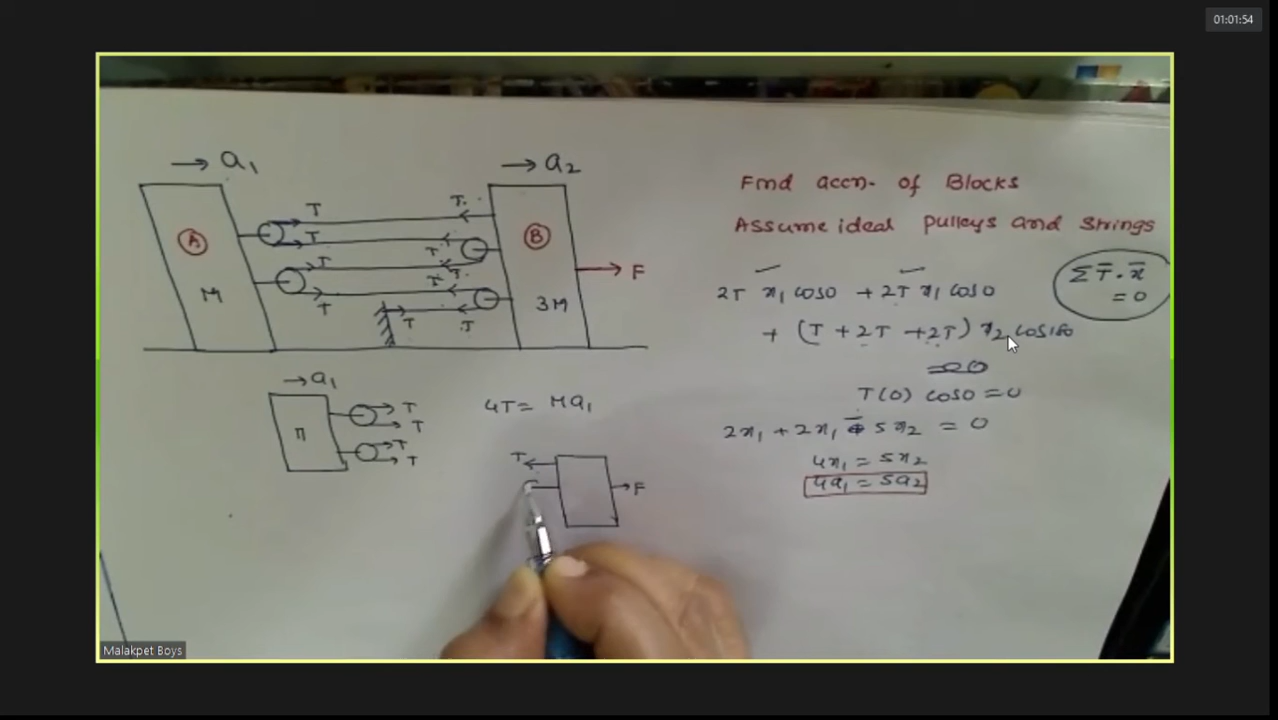 01:01:54
→ a₁
→ a₂
Find accn. of Blocks
Assume ideal pulleys and strings
T T.
A T T. B
T T.
T. F
M T 3M
T T.
2T x₁ cos0 + 2T x₁ cos0
Σ T̅ . x̅
= 0
+ (T + 2T + 2T) x₂ cos180
= 0
T(0) cos0 = 0
2x₁ + 2x₁ - 5x₂ = 0
4x₁ = 5x₂
4a₁ = 5a₂
→ a₁
M T
T
T
T
4T = Ma₁
T
F
Malakpet Boys